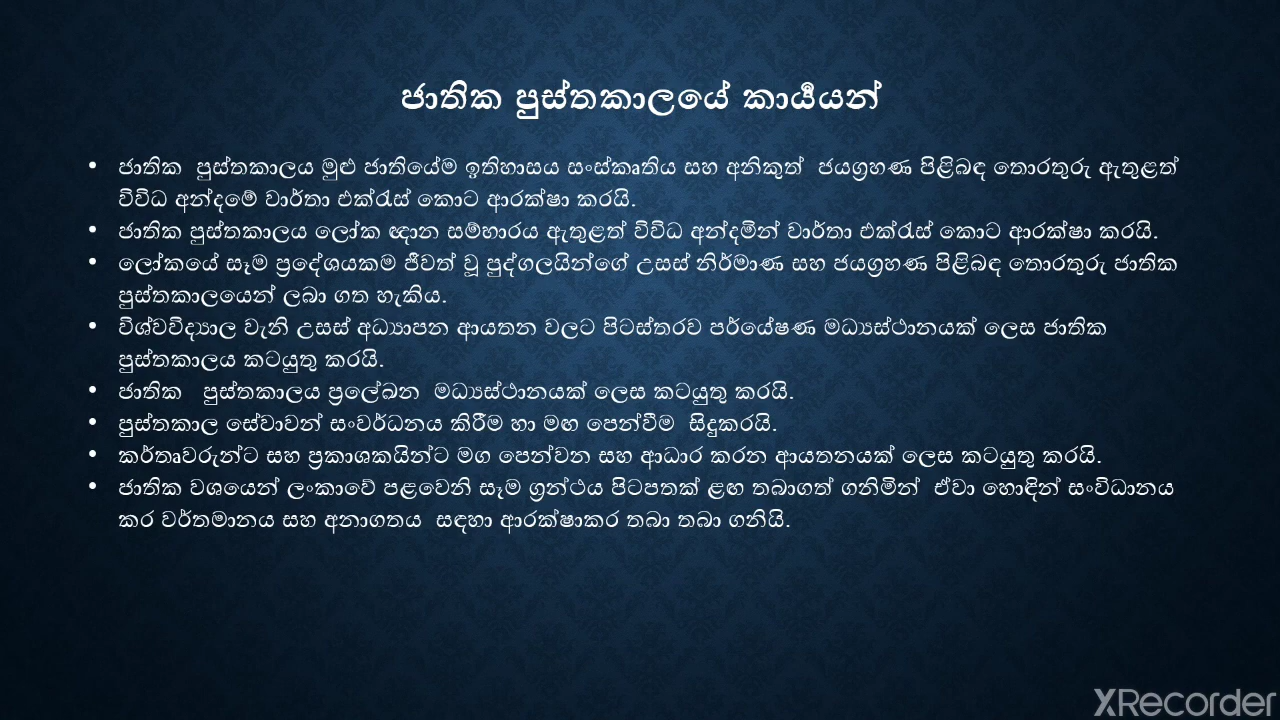 ජාතික පුස්තකාලයේ කාර්‍යයන්
• ජාතික පුස්තකාලය මුළු ජාතියේම ඉතිහාසය සංස්කෘතිය සහ අනිකුත් ජයග්‍රහණ පිළිබඳ තොරතුරු ඇතුළත්
විවිධ අන්දමේ වාර්තා එක්රැස් කොට ආරක්ෂා කරයි.
• ජාතික පුස්තකාලය ලෝක ඥාන සම්භාරය ඇතුළත් විවිධ අන්දමින් වාර්තා එක්රැස් කොට ආරක්ෂා කරයි.
• ලෝකයේ සෑම ප්‍රදේශයකම ජීවත් වූ පුද්ගලයින්ගේ උසස් නිර්මාණ සහ ජයග්‍රහණ පිළිබඳ තොරතුරු ජාතික
පුස්තකාලයෙන් ලබා ගත හැකිය.
• විශ්වවිද්‍යාල වැනි උසස් අධ්‍යාපන ආයතන වලට පිටස්තරව පර්යේෂණ මධ්‍යස්ථානයක් ලෙස ජාතික
පුස්තකාලය කටයුතු කරයි.
• ජාතික පුස්තකාලය ප්‍රලේඛන මධ්‍යස්ථානයක් ලෙස කටයුතු කරයි.
• පුස්තකාල සේවාවන් සංවර්ධනය කිරීම හා මඟ පෙන්වීම සිදුකරයි.
• කර්තෘවරුන්ට සහ ප්‍රකාශකයින්ට මග පෙන්වන සහ ආධාර කරන ආයතනයක් ලෙස කටයුතු කරයි.
• ජාතික වශයෙන් ලංකාවේ පළවෙනි සෑම ග්‍රන්ථය පිටපතක් ළඟ තබාගත් ගනිමින් ඒවා හොඳින් සංවිධානය
කර වර්තමානය සහ අනාගතය සඳහා ආරක්ෂාකර තබා තබා ගනියි.
XRecorder